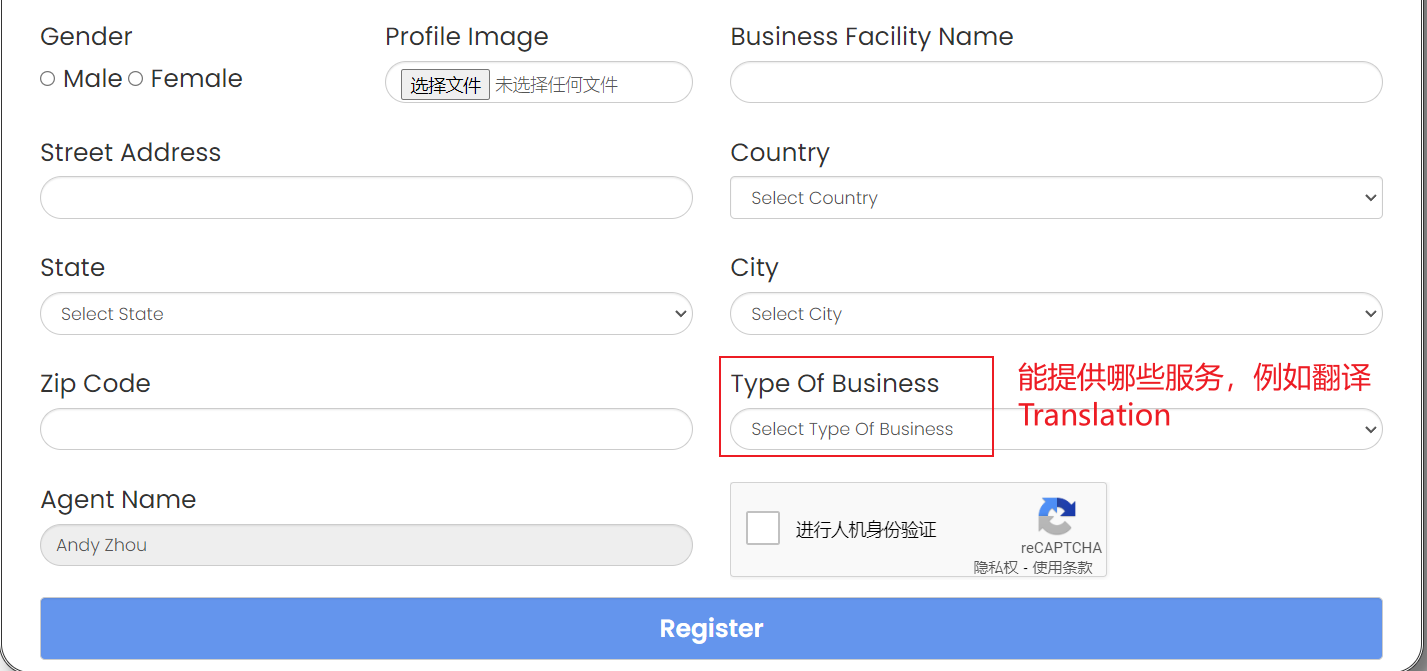 Gender
Male Female
Profile Image
选择文件 未选择任何文件
Business Facility Name
Street Address
Country
Select Country
State
Select State
City
Select City
Zip Code
Type Of Business
Select Type Of Business
能提供哪些服务，例如翻译
Translation
Agent Name
Andy Zhou
进行人机身份验证
reCAPTCHA
隐私权 - 使用条款
Register